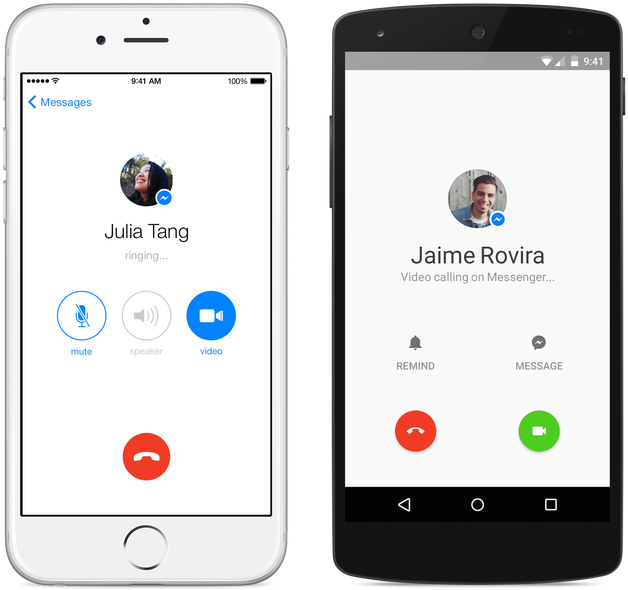 9:41 AM
100%
Messages
Julia Tang
ringing...
mute
speaker
video
9:41
Jaime Rovira
Video calling on Messenger...
REMIND
MESSAGE